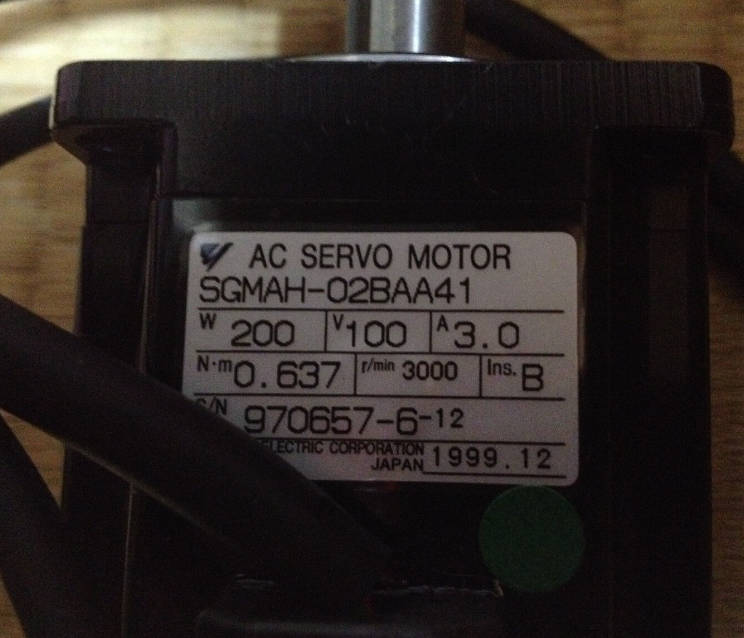 AC SERVO MOTOR
SGMAH-02BAA41
W 200 V 100 A 3.0
N·m 0.637 r/min 3000 Ins. B
S/N 970657-6-12
ELECTRIC CORPORATION
JAPAN 1999.12